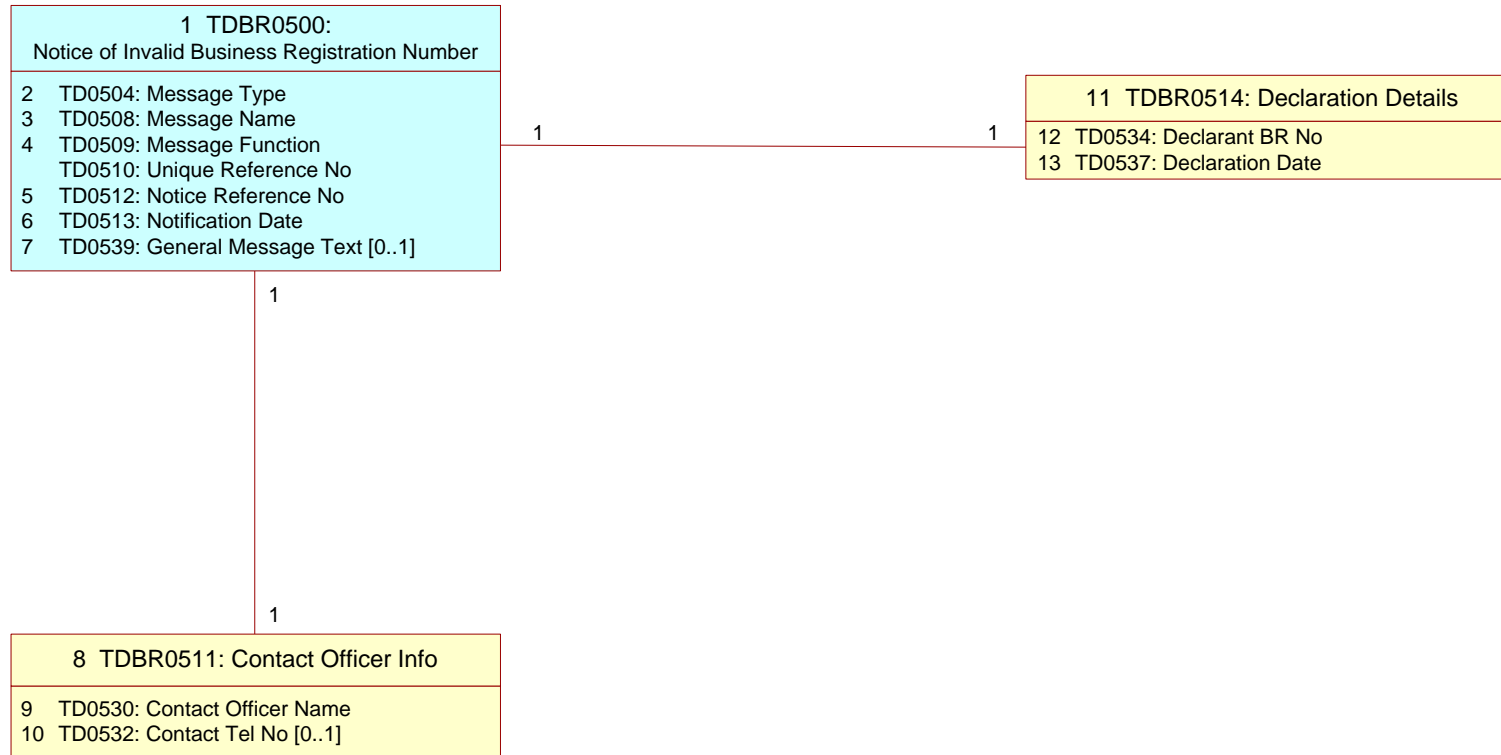 1 TDBR0500:
Notice of Invalid Business Registration Number
2 TD0504: Message Type
3 TD0508: Message Name
4 TD0509: Message Function
TD0510: Unique Reference No
5 TD0512: Notice Reference No
6 TD0513: Notification Date
7 TD0539: General Message Text [0..1]
1
1
11 TDBR0514: Declaration Details
12 TD0534: Declarant BR No
13 TD0537: Declaration Date
1
1
8 TDBR0511: Contact Officer Info
9 TD0530: Contact Officer Name
10 TD0532: Contact Tel No [0..1]